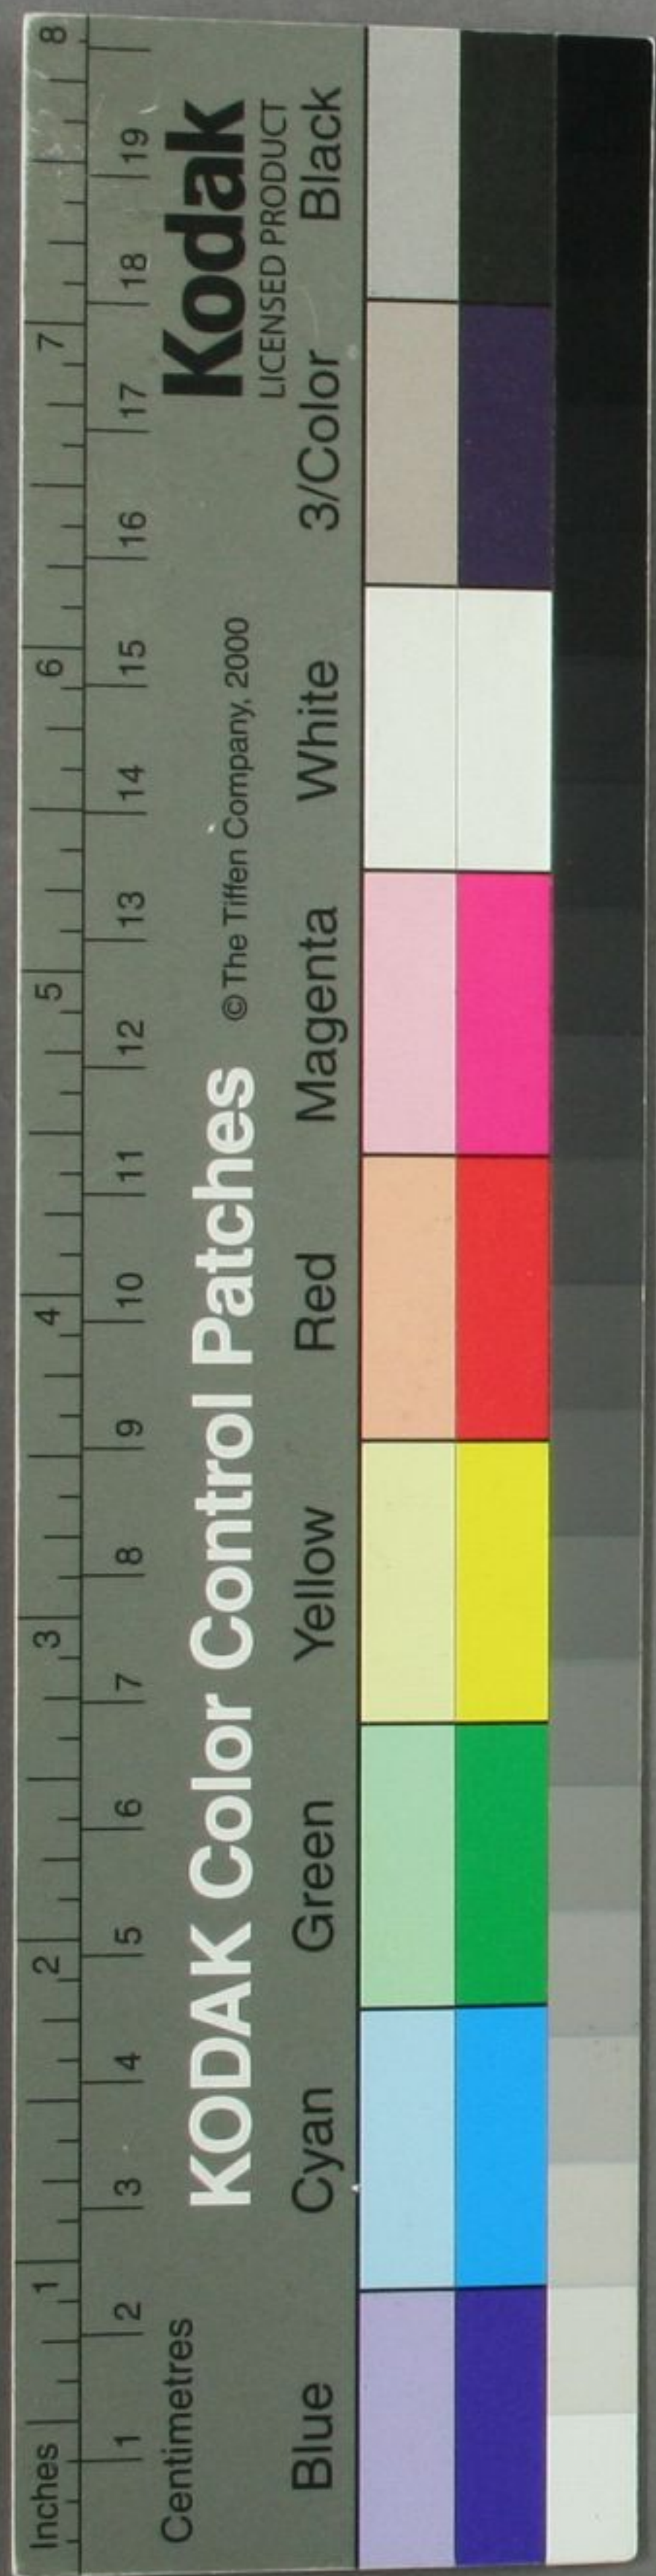 Inches 1 2 3 4 5 6 7 8
1 2 3 4 5 6 7 8 9 10 11 12 13 14 15 16 17 18 19
Centimetres
KODAK Color Control Patches © The Tiffen Company, 2000 Kodak
LICENSED PRODUCT
Blue Cyan Green Yellow Red Magenta White 3/Color Black